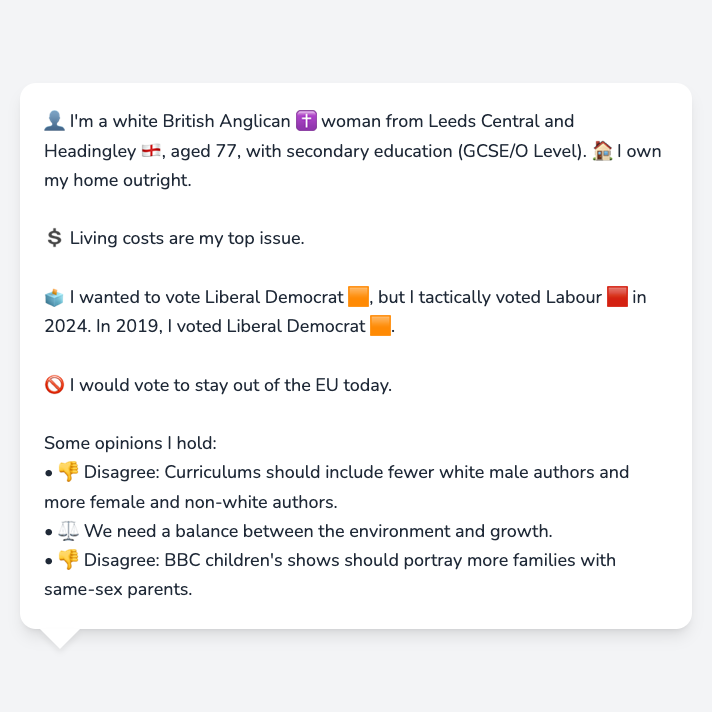 👤 I'm a white British Anglican ✝️ woman from Leeds Central and
Headingley 🏴󠁧󠁢󠁥󠁮󠁧󠁿, aged 77, with secondary education (GCSE/O Level). 🏠 I own
my home outright.
💲 Living costs are my top issue.
🗳️ I wanted to vote Liberal Democrat 🟧, but I tactically voted Labour 🟥 in
2024. In 2019, I voted Liberal Democrat 🟧.
🚫 I would vote to stay out of the EU today.
Some opinions I hold:
• 👎 Disagree: Curriculums should include fewer white male authors and
more female and non-white authors.
• ⚖️ We need a balance between the environment and growth.
• 👎 Disagree: BBC children's shows should portray more families with
same-sex parents.